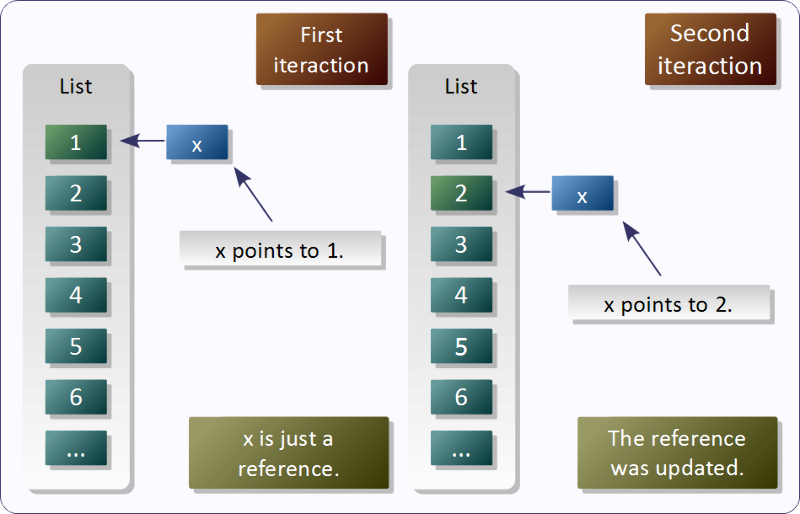 First
iteraction
List
1
x
2
3
x points to 1.
4
5
6
...
x is just a
reference.
Second
iteraction
List
1
2
x
3
4
x points to 2.
5
6
...
The reference
was updated.